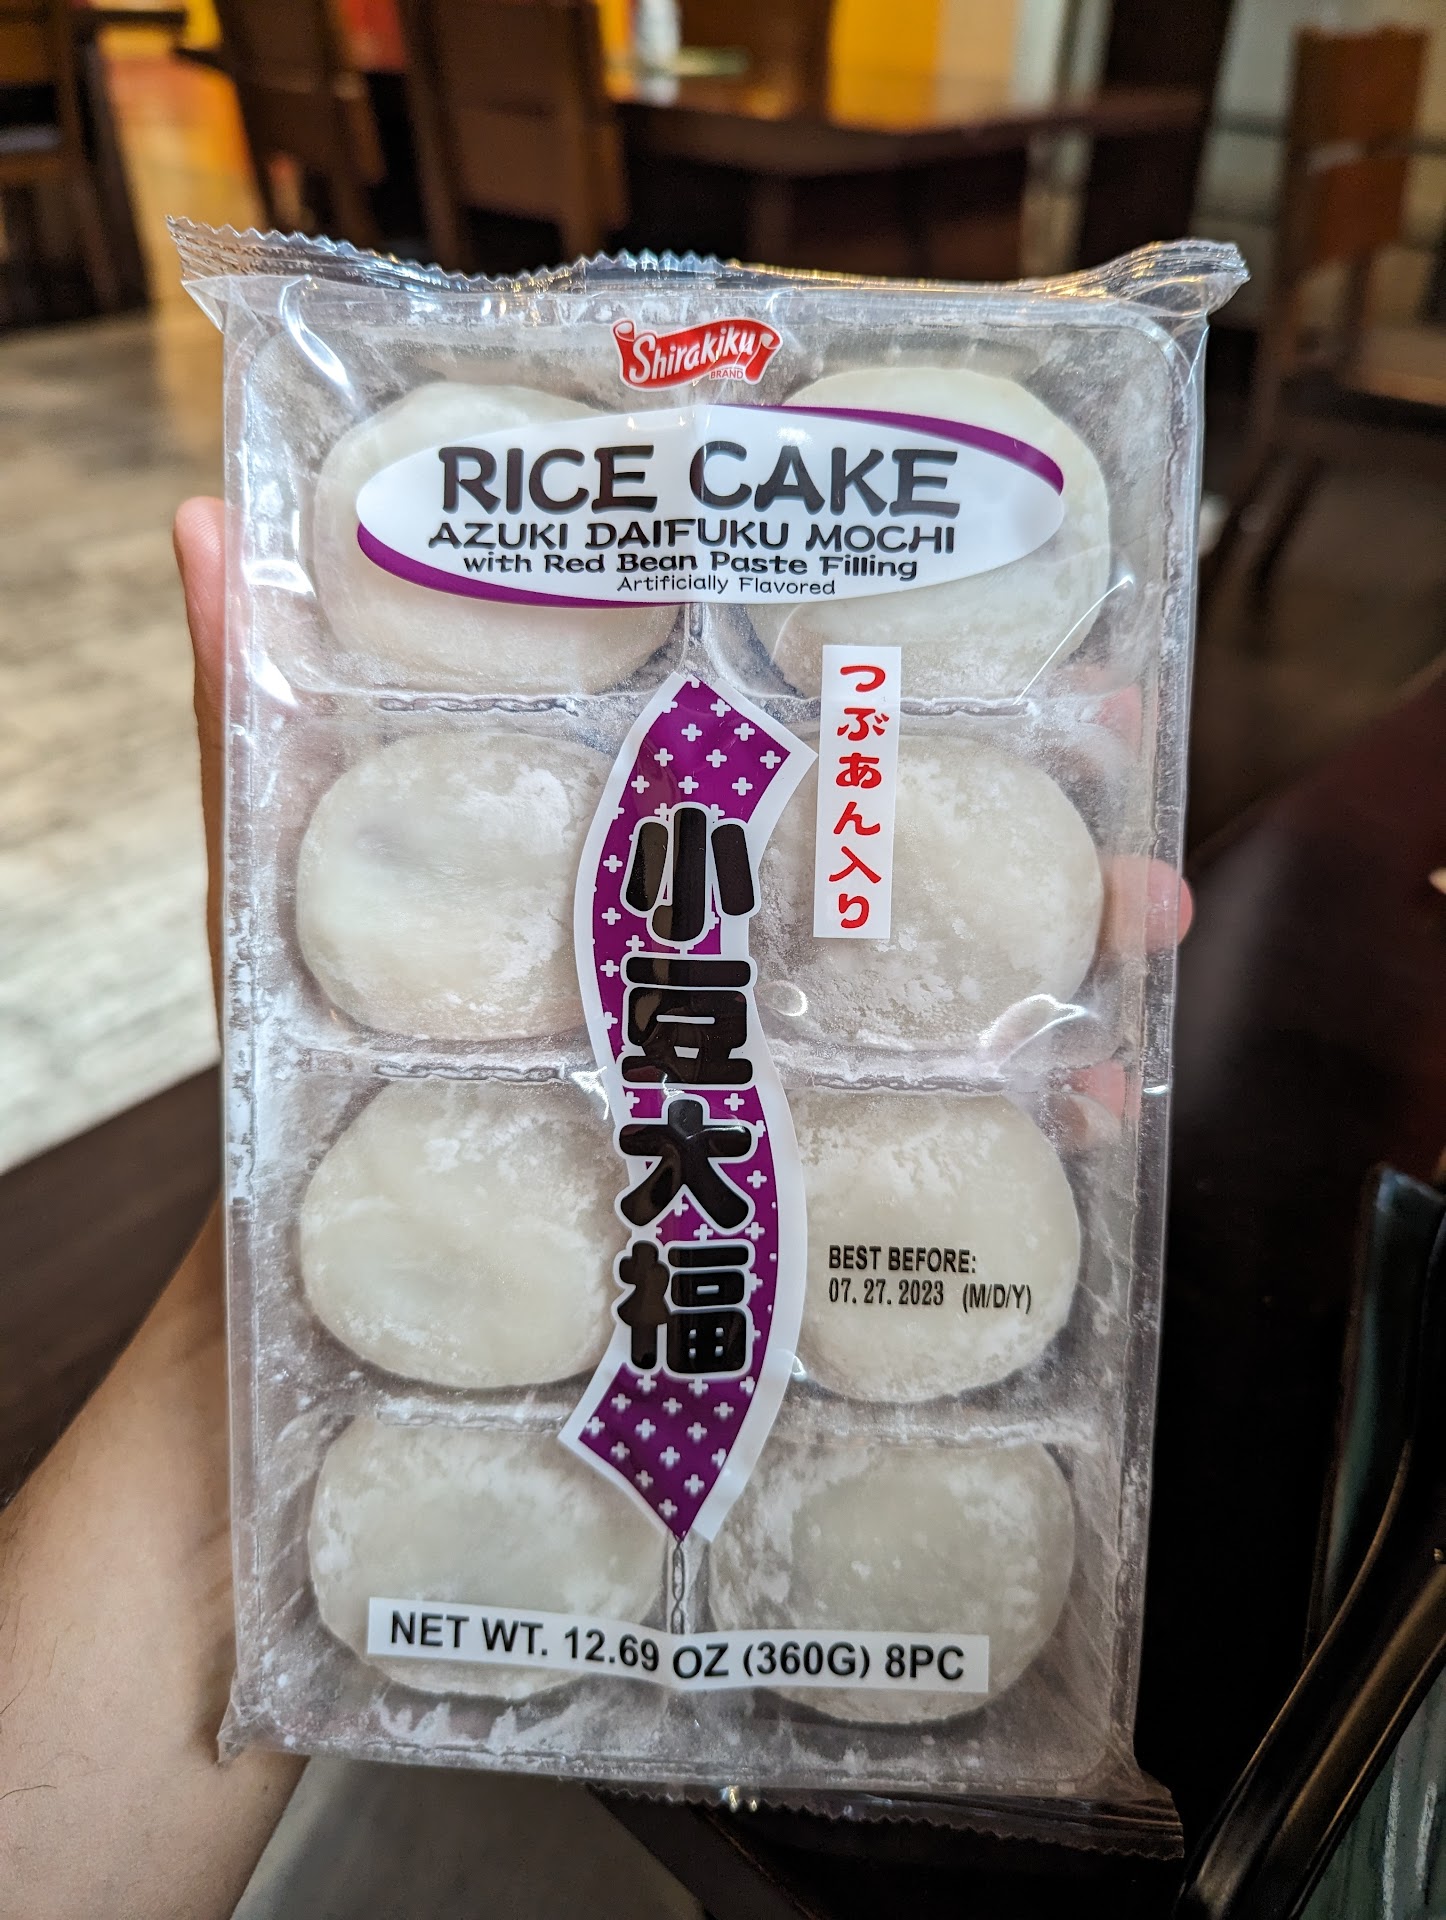 Shirakiku
BRAND
RICE CAKE
AZUKI DAIFUKU MOCHI
with Red Bean Paste Filling
Artificially Flavored
つぶあん入り
小豆大福
BEST BEFORE:
07. 27. 2023 (M/D/Y)
NET WT. 12.69 OZ (360G) 8PC